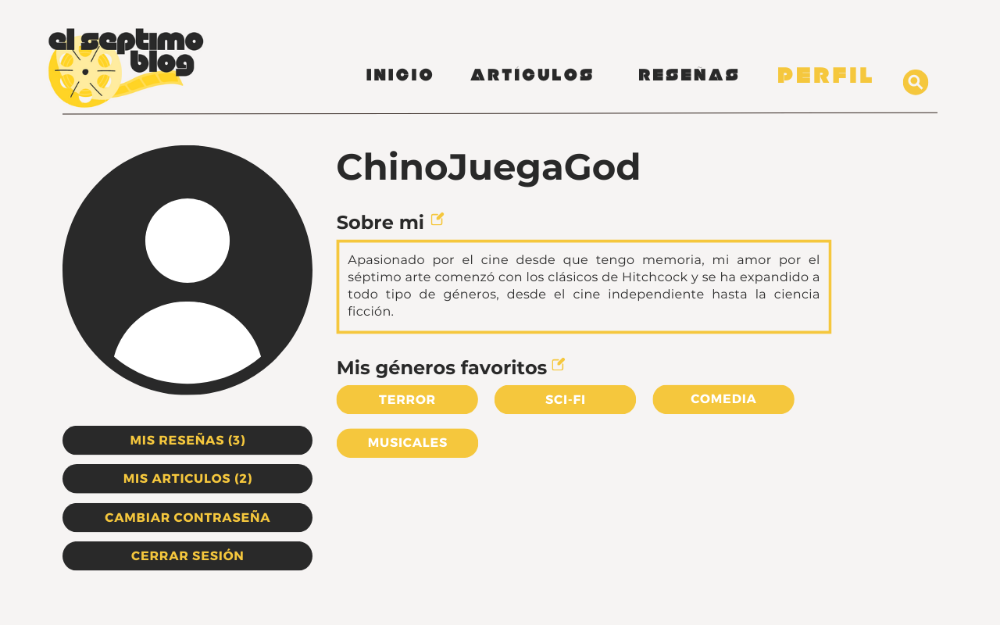 el septimo
blog
INICIO ARTÍCULOS RESEÑAS PERFIL
ChinoJuegaGod
Sobre mi
Apasionado por el cine desde que tengo memoria, mi amor por el
séptimo arte comenzó con los clásicos de Hitchcock y se ha expandido a
todo tipo de géneros, desde el cine independiente hasta la ciencia
ficción.
Mis géneros favoritos
TERROR SCI-FI COMEDIA
MUSICALES
MIS RESEÑAS (3)
MIS ARTICULOS (2)
CAMBIAR CONTRASEÑA
CERRAR SESIÓN